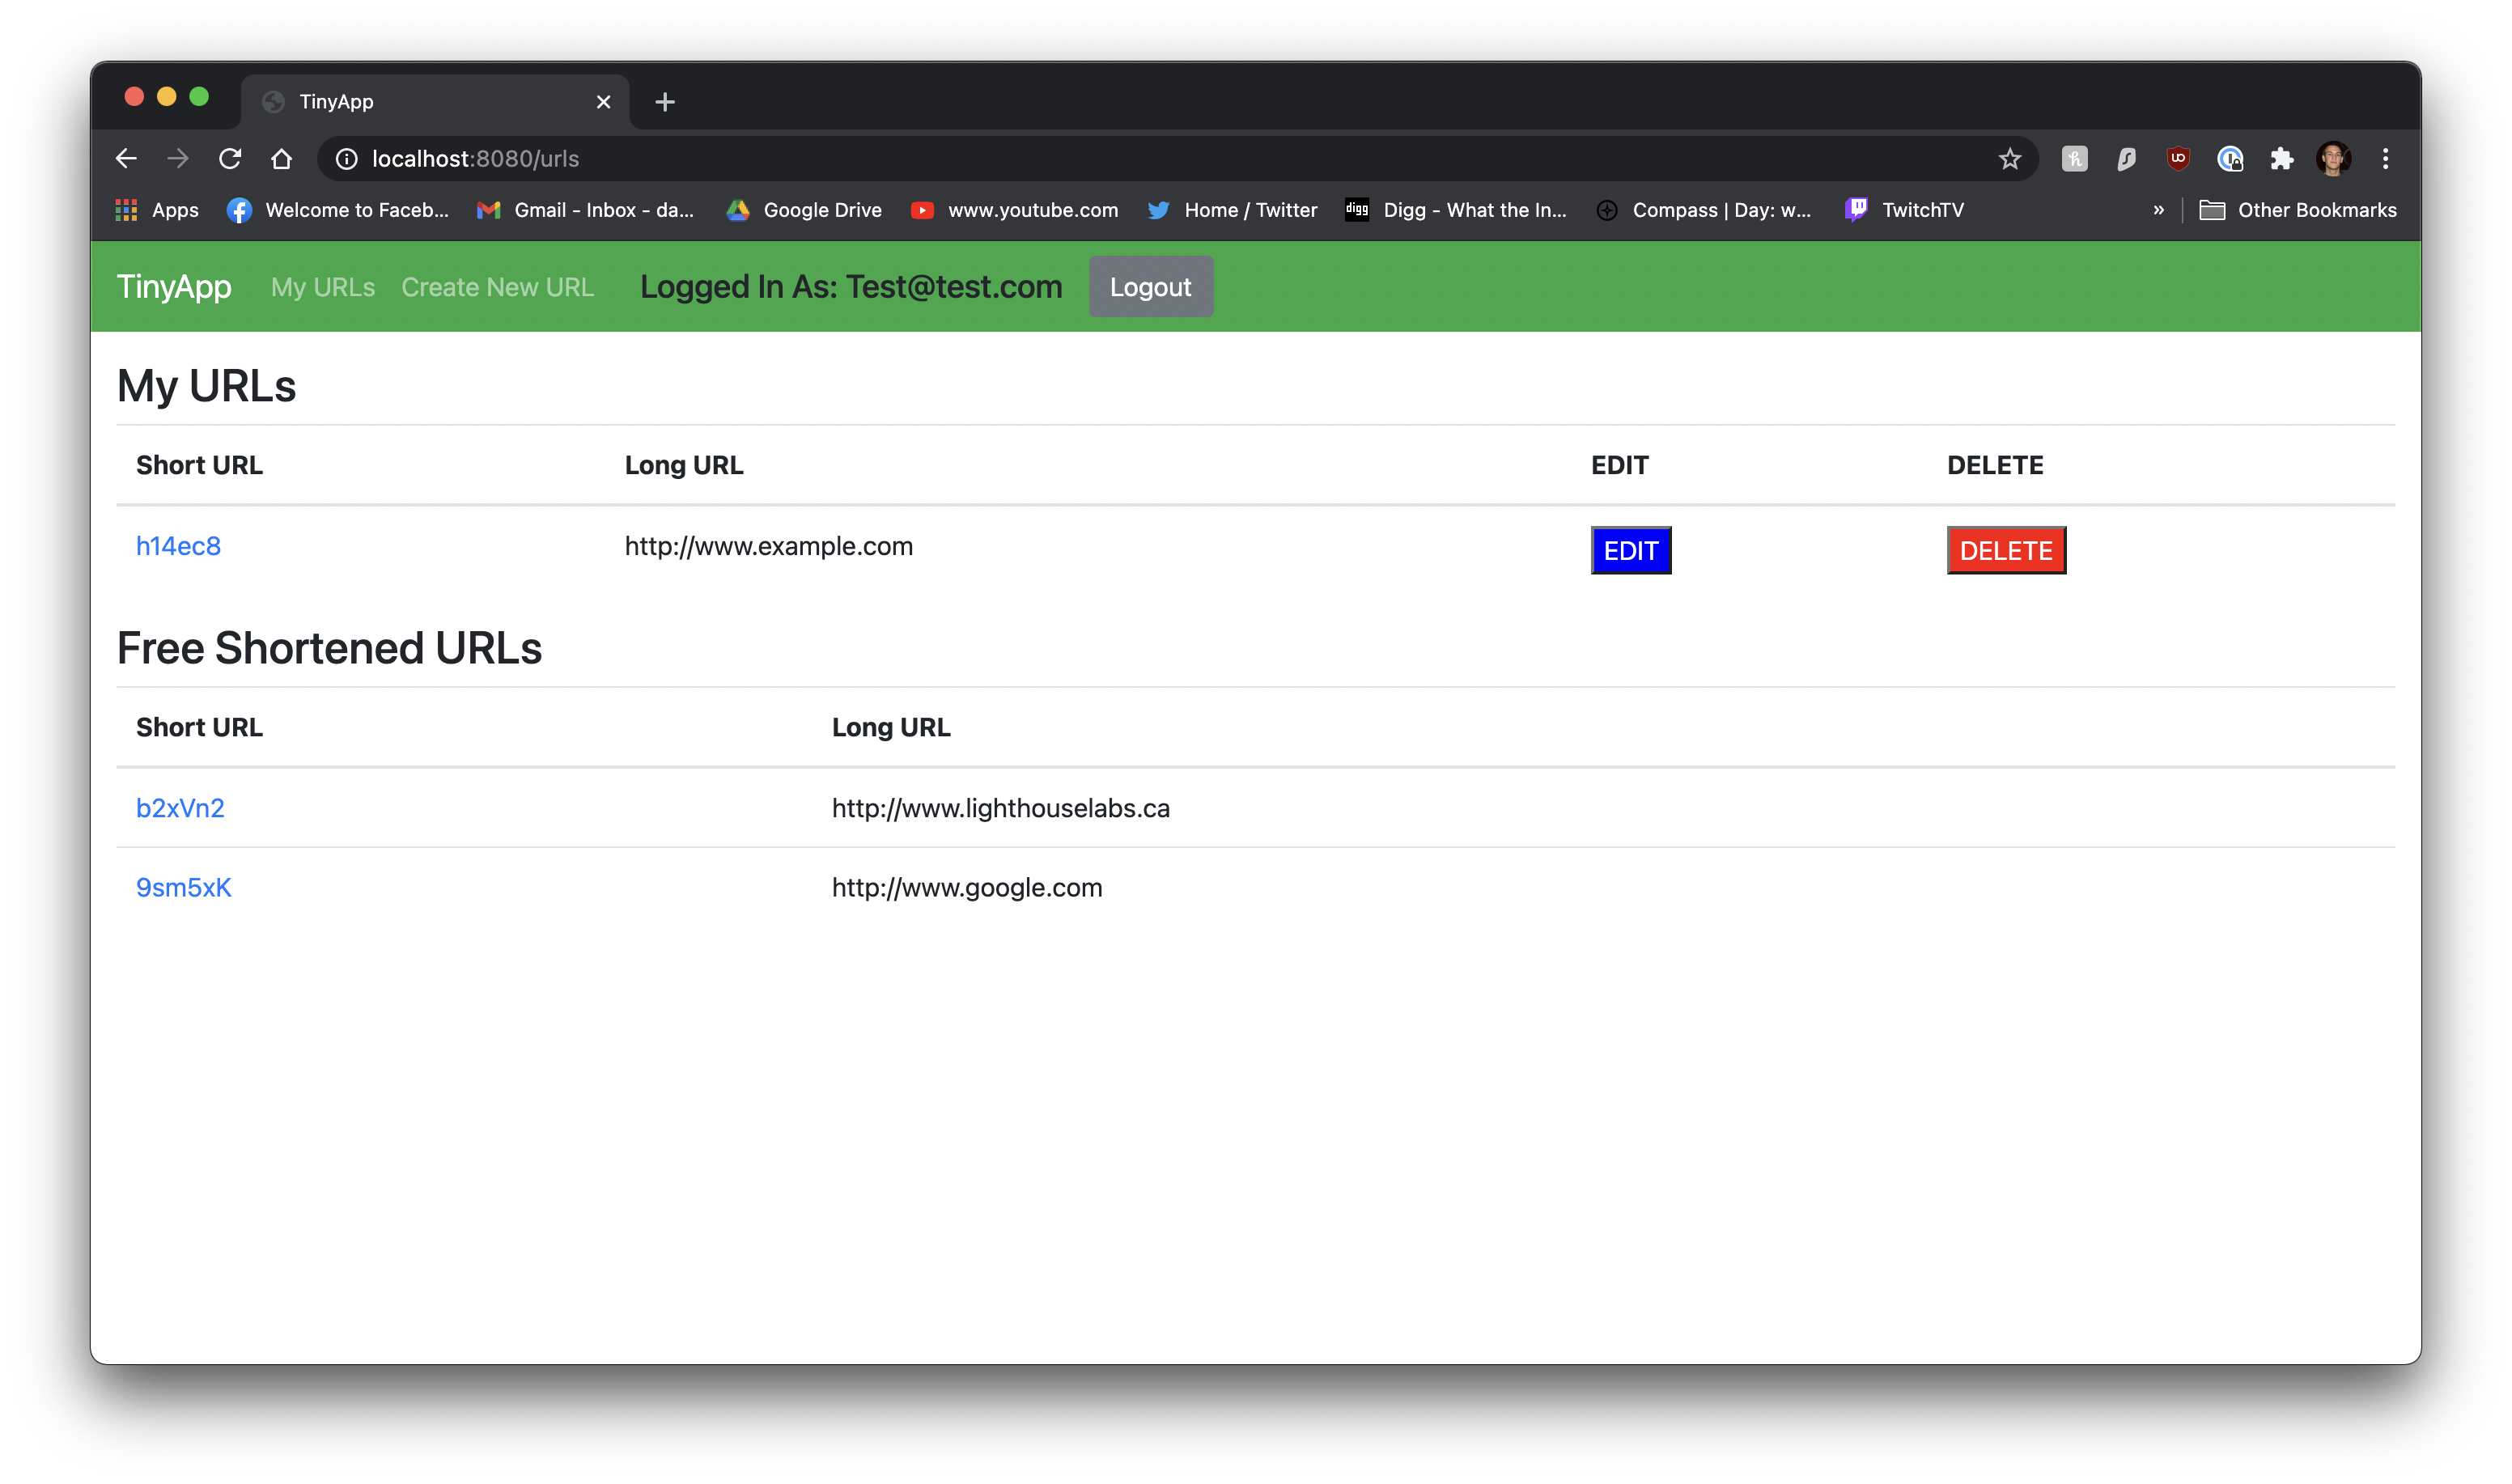 TinyApp
localhost:8080/urls
Apps Welcome to Faceb... Gmail - Inbox - da... Google Drive www.youtube.com Home / Twitter digg Digg - What the In... Compass | Day: w... TwitchTV » Other Bookmarks
TinyApp My URLs Create New URL Logged In As: Test@test.com Logout
My URLs
Short URL Long URL EDIT DELETE
h14ec8 http://www.example.com EDIT DELETE
Free Shortened URLs
Short URL Long URL
b2xVn2 http://www.lighthouselabs.ca
9sm5xK http://www.google.com